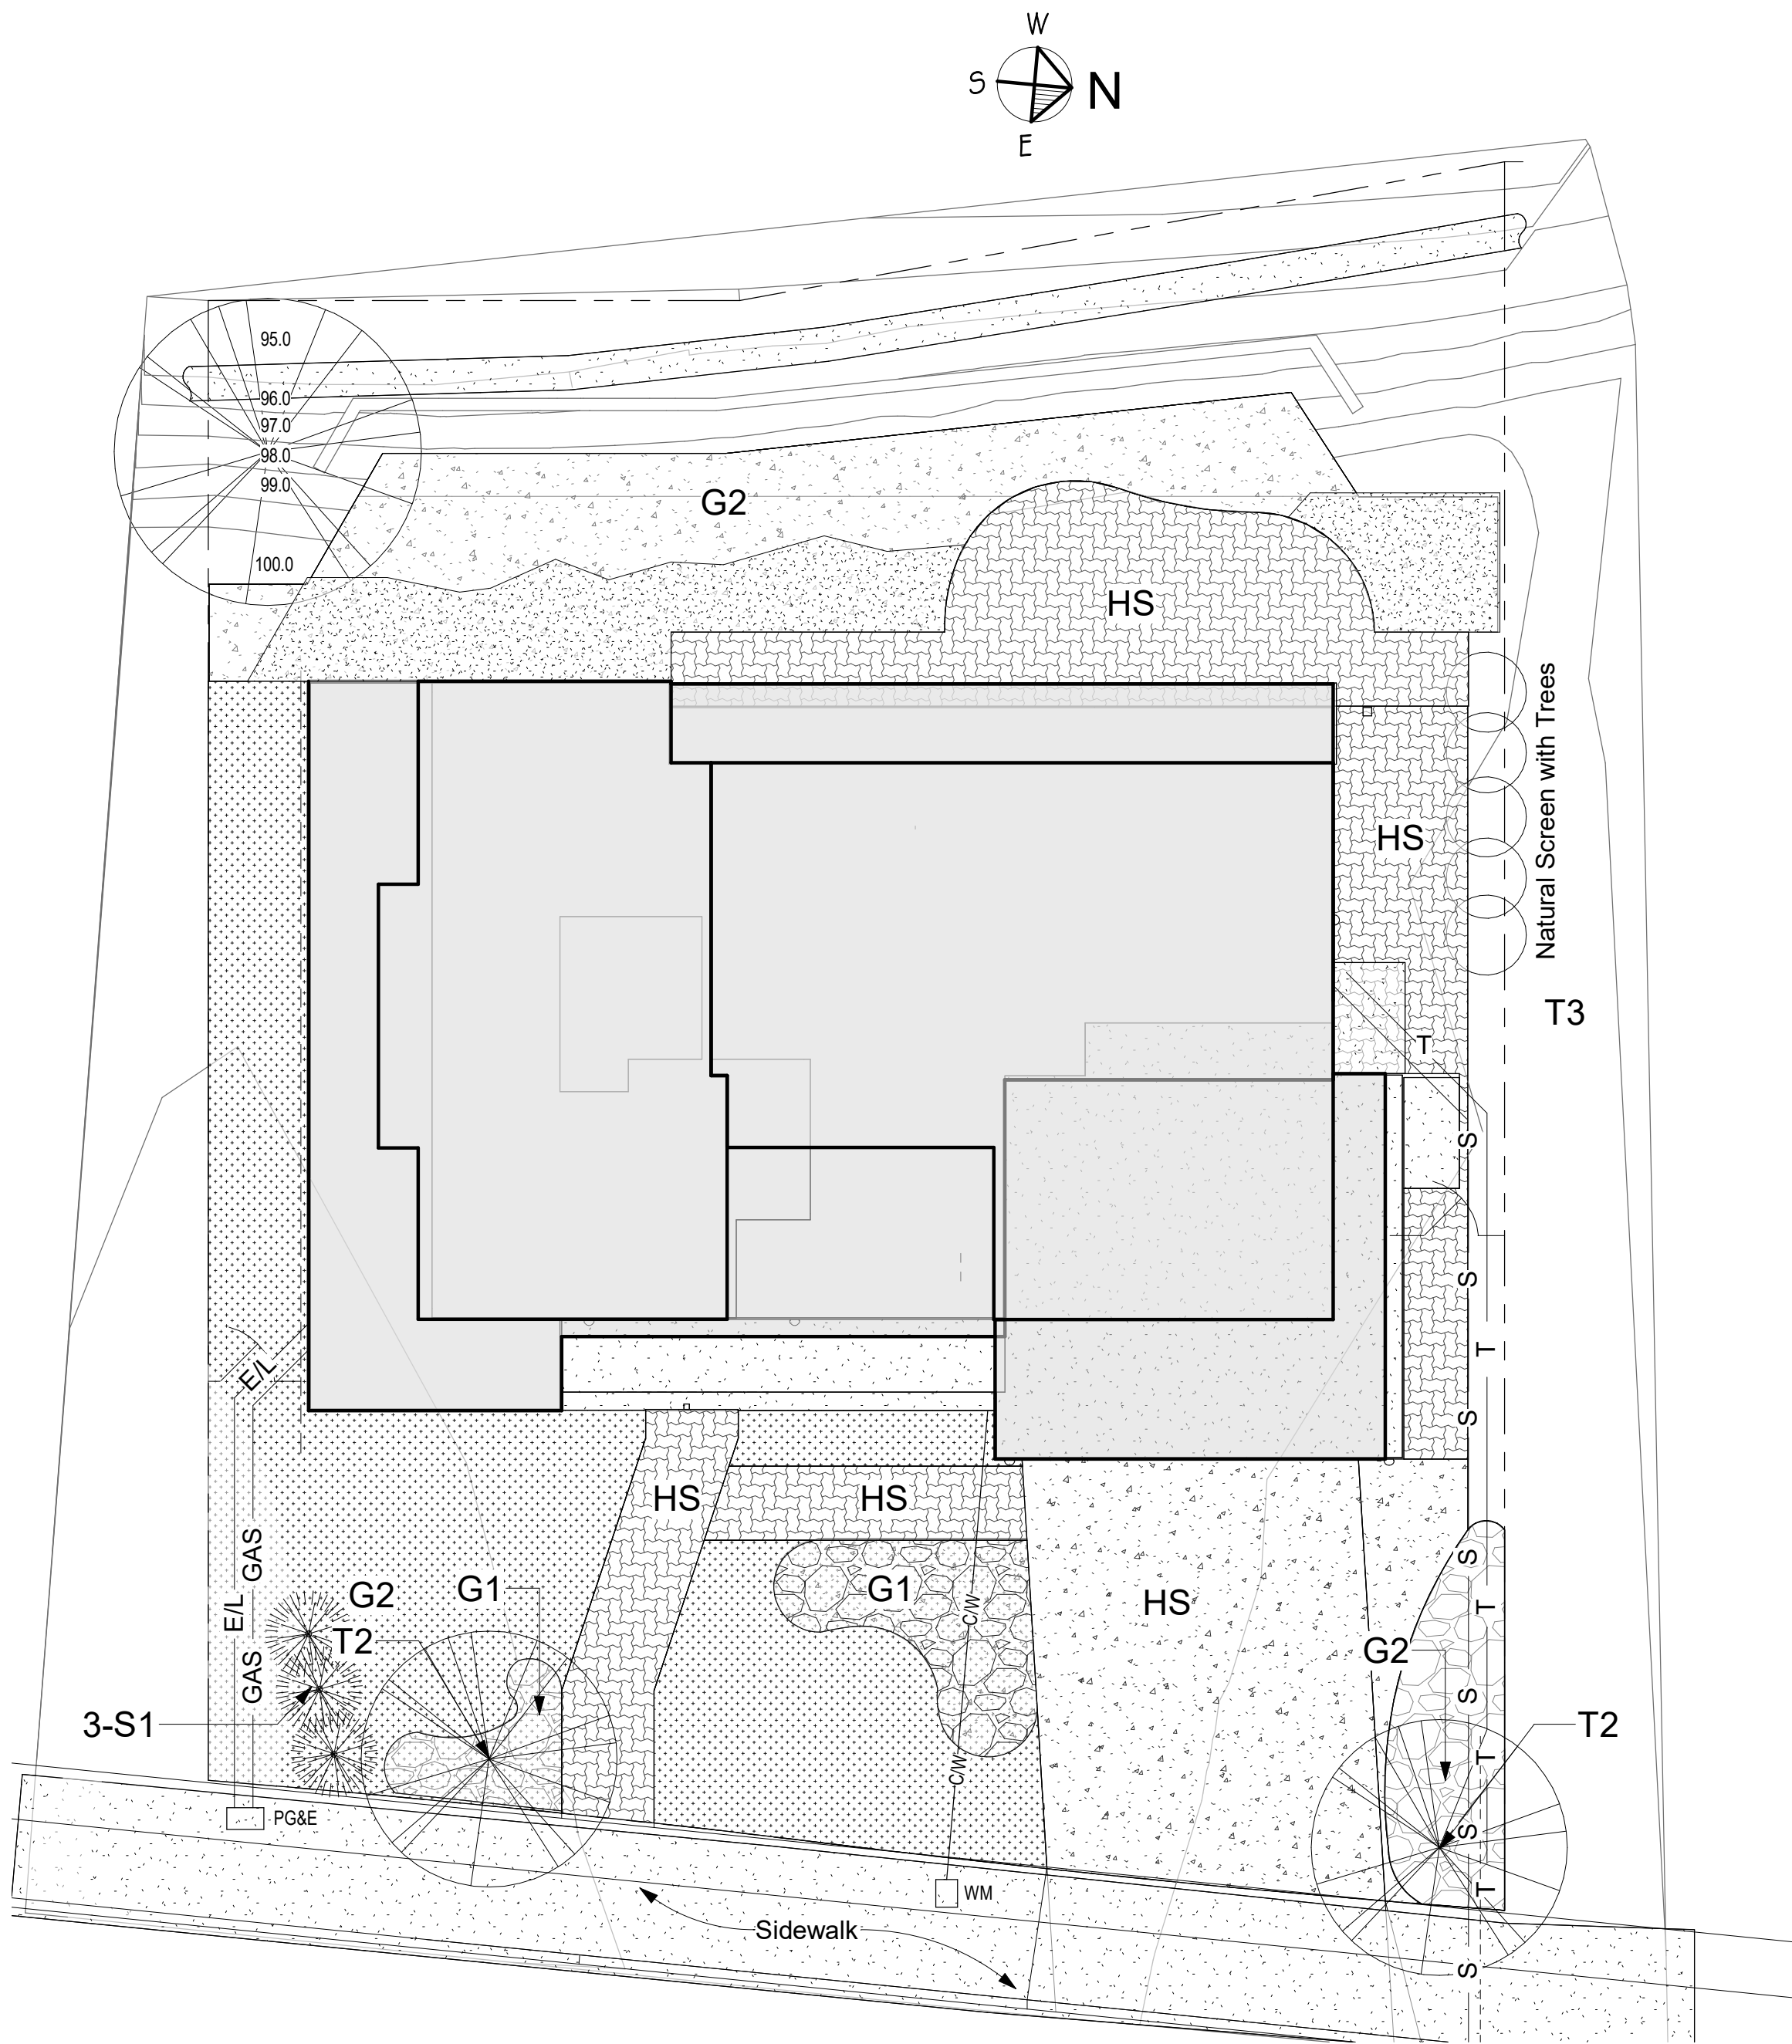 W
S N
E
95.0
96.0
97.0
98.0
99.0
100.0
G2
HS
Natural Screen with Trees
HS
T3
T
S
S
T
S
E/L
HS
HS
GAS
E/L
GAS
G2
G1
T2
3-S1
G1
C/W
C/W
HS
S
T
G2
S
T
T2
S
T
S
PG&E
WM
Sidewalk